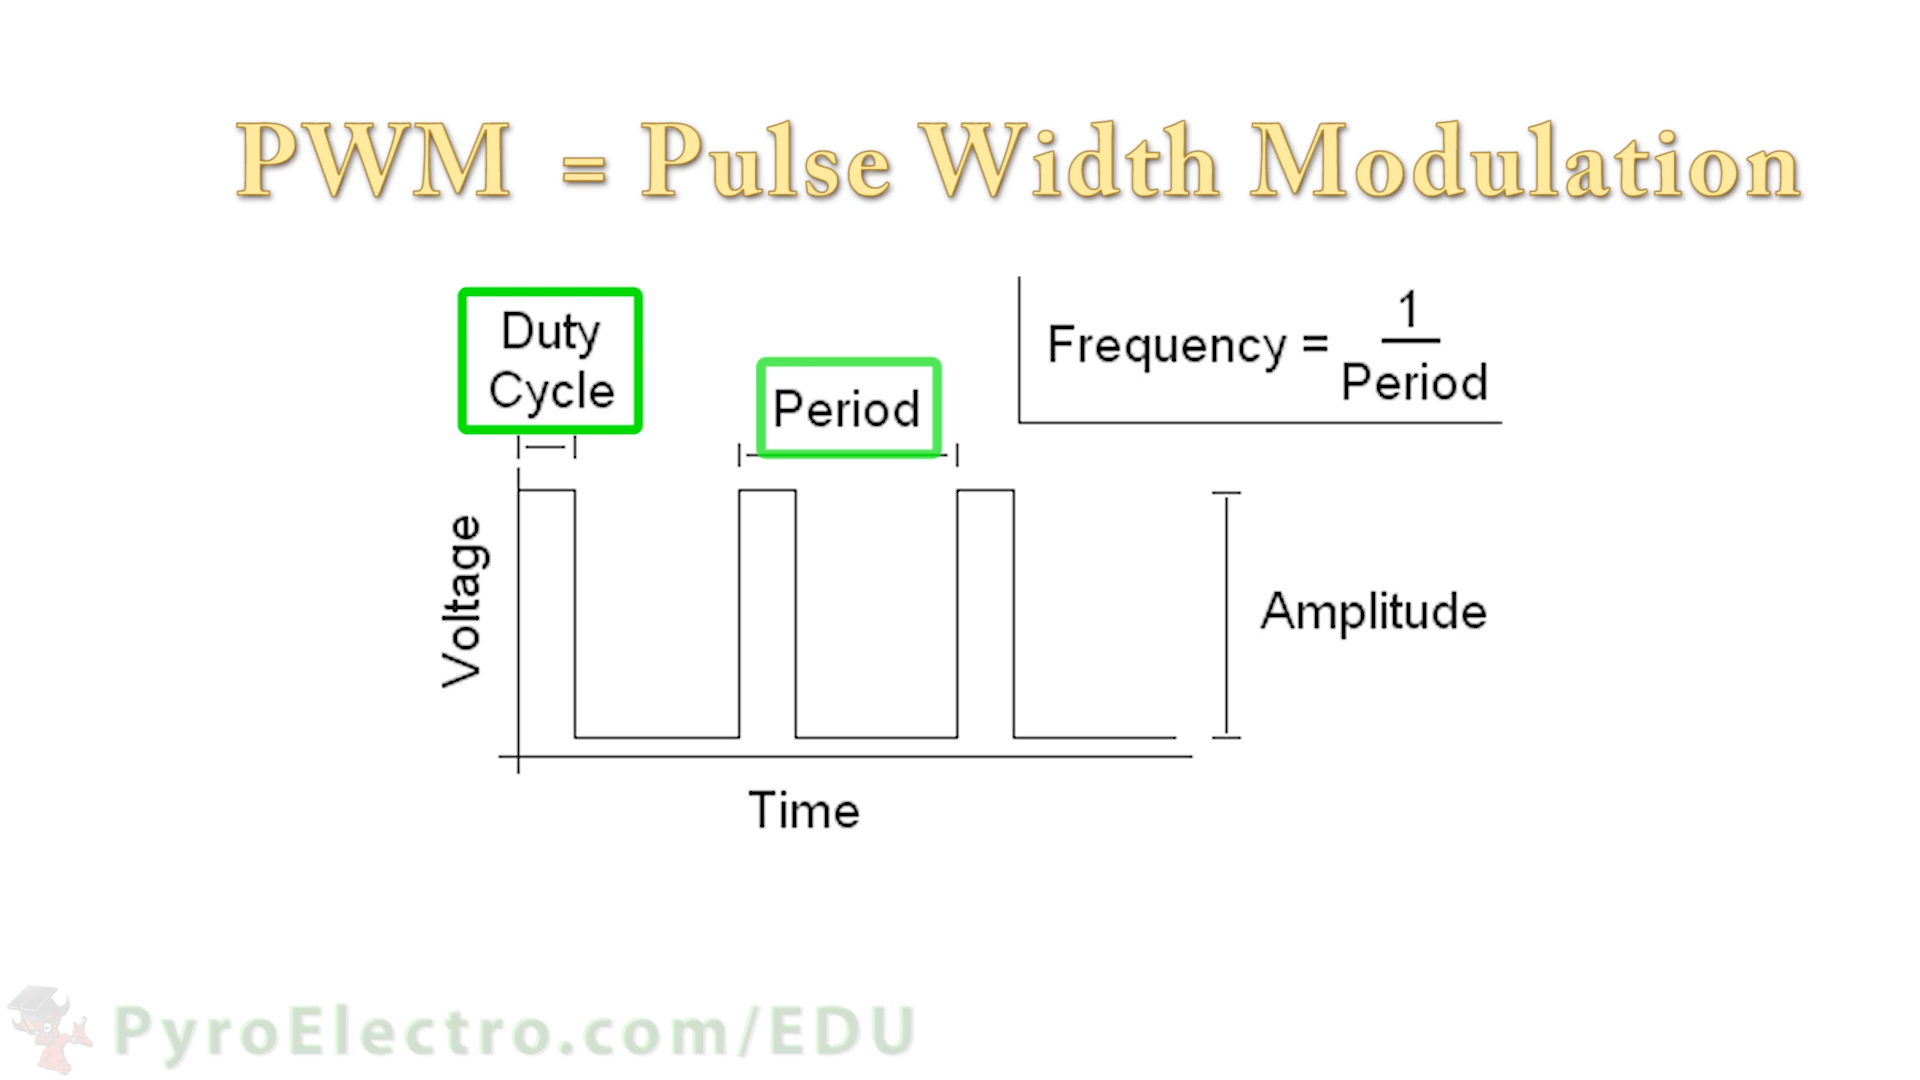 PWM = Pulse Width Modulation
Duty
Cycle
Period
Frequency = 1
Period
Voltage
Amplitude
Time
PyroElectro.com/EDU